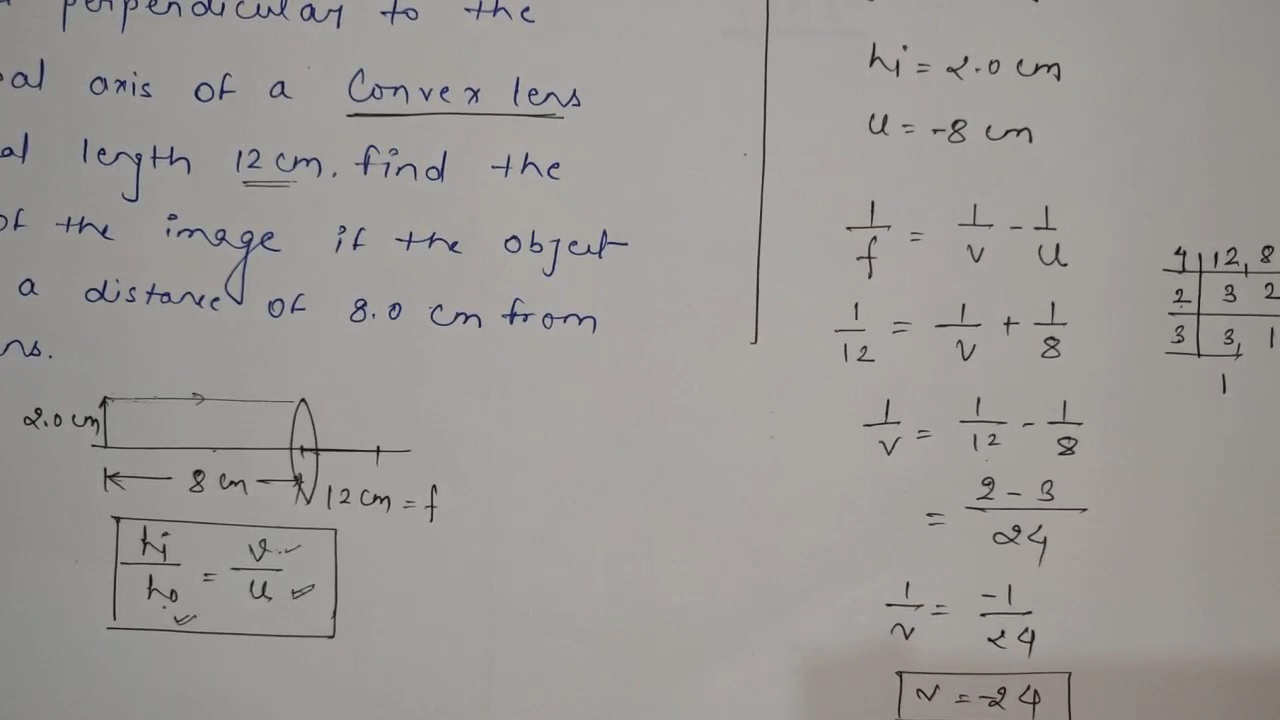 perpendicular to the
al axis of a Convex lens
al length 12 cm. find the
of the image if the object
a distance of 8.0 cm from
ns.
2.0 cm
8 cm
12 cm = f
hi/ho = v/u
hi = 2.0 cm
u = -8 cm
1/f = 1/v - 1/u
1/12 = 1/v + 1/8
1/v = 1/12 - 1/8
= 2 - 3/24
1/v = -1/24
v = -24
4 12, 8
2 3 2
3 3, 1
1